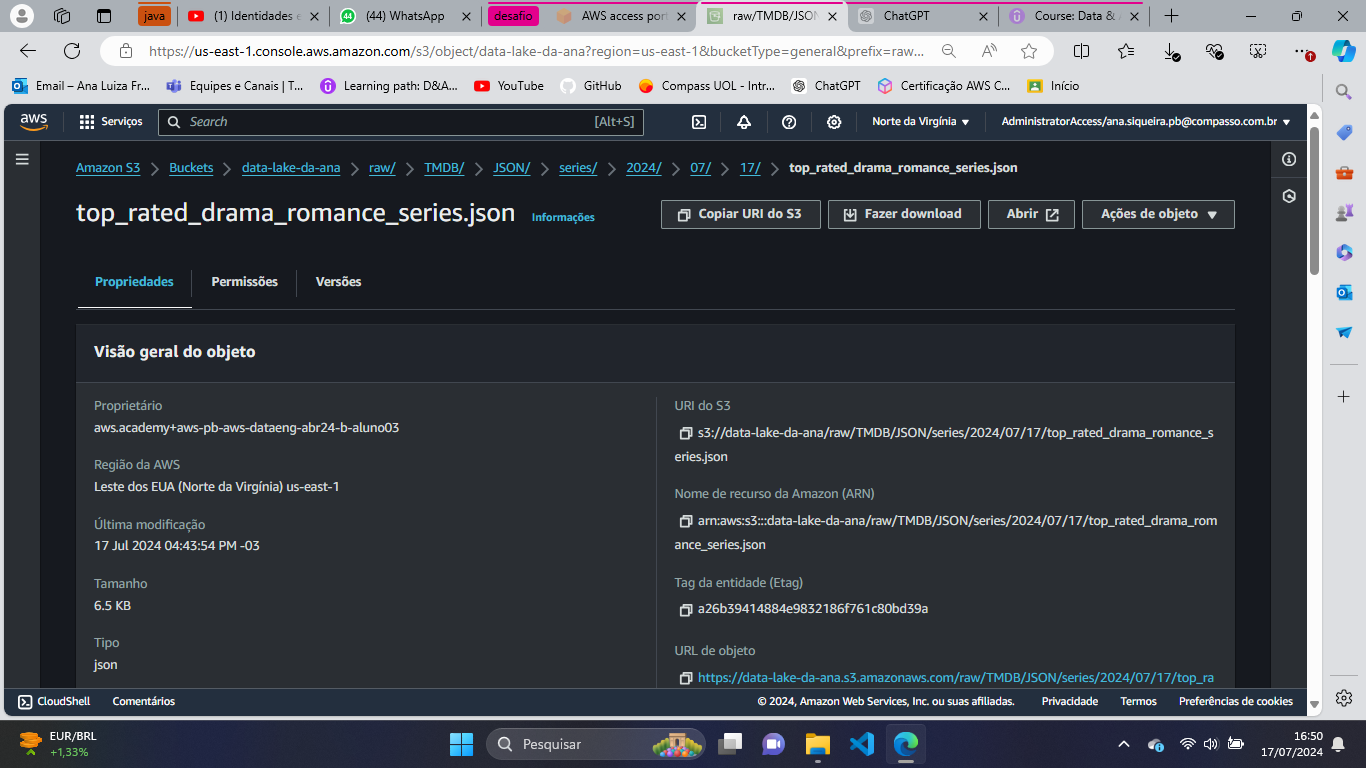 java
(1) Identidades e
(44) WhatsApp
desafio
AWS access port
raw/TMDB/JSON
ChatGPT
Course: Data & A
https://us-east-1.console.aws.amazon.com/s3/object/data-lake-da-ana?region=us-east-1&bucketType=general&prefix=raw...
Email – Ana Luiza Fr...
Equipes e Canais | T...
Learning path: D&A...
YouTube
GitHub
Compass UOL - Intr...
ChatGPT
Certificação AWS C...
Início
aws
Serviços
Search
[Alt+S]
Norte da Virgínia
AdministratorAccess/ana.siqueira.pb@compasso.com.br
Amazon S3
Buckets
data-lake-da-ana
raw/
TMDB/
JSON/
series/
2024/
07/
17/
top_rated_drama_romance_series.json
top_rated_drama_romance_series.json
Informações
Copiar URI do S3
Fazer download
Abrir
Ações de objeto
Propriedades
Permissões
Versões
Visão geral do objeto
Proprietário
aws.academy+aws-pb-aws-dataeng-abr24-b-aluno03
Região da AWS
Leste dos EUA (Norte da Virgínia) us-east-1
Última modificação
17 Jul 2024 04:43:54 PM -03
Tamanho
6.5 KB
Tipo
json
URI do S3
s3://data-lake-da-ana/raw/TMDB/JSON/series/2024/07/17/top_rated_drama_romance_s
eries.json
Nome de recurso da Amazon (ARN)
arn:aws:s3:::data-lake-da-ana/raw/TMDB/JSON/series/2024/07/17/top_rated_drama_rom
ance_series.json
Tag da entidade (Etag)
a26b39414884e9832186f761c80bd39a
URL de objeto
https://data-lake-da-ana.s3.amazonaws.com/raw/TMDB/JSON/series/2024/07/17/top_ra
CloudShell
Comentários
© 2024, Amazon Web Services, Inc. ou suas afiliadas.
Privacidade
Termos
Preferências de cookies
EUR/BRL
+1,33%
Pesquisar
16:50
17/07/2024